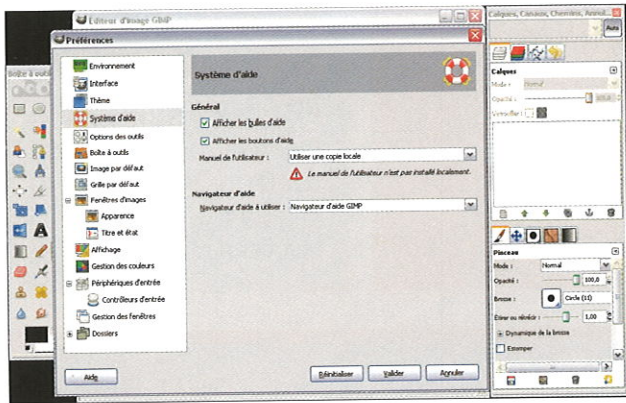 Editeur d'image GIMP
Calques, Canaux, Chemins, Annul...
Préférences
Auto
Boîte à outils
Environnement
Interface
Thème
Système d'aide
Options des outils
Boîte à outils
Image par défaut
Grille par défaut
Fenêtres d'images
Apparence
Titre et état
Affichage
Gestion des couleurs
Périphériques d'entrée
Contrôleurs d'entrée
Gestion des fenêtres
Dossiers
Système d'aide
Général
Afficher les bulles d'aide
Afficher les boutons d'aide
Manuel de l'utilisateur : Utiliser une copie locale
Le manuel de l'utilisateur n'est pas installé localement.
Navigateur d'aide
Navigateur d'aide à utiliser : Navigateur d'aide GIMP
Aide
Réinitialiser
Valider
Annuler
Calques
Mode : Normal
Opacité : 100,0
Verrouiller :
Pinceau
Mode : Normal
Opacité : 100,0
Brosse : Circle (11)
Étirer ou rétrécir : 1,00
Dynamique de la brosse
Estomper